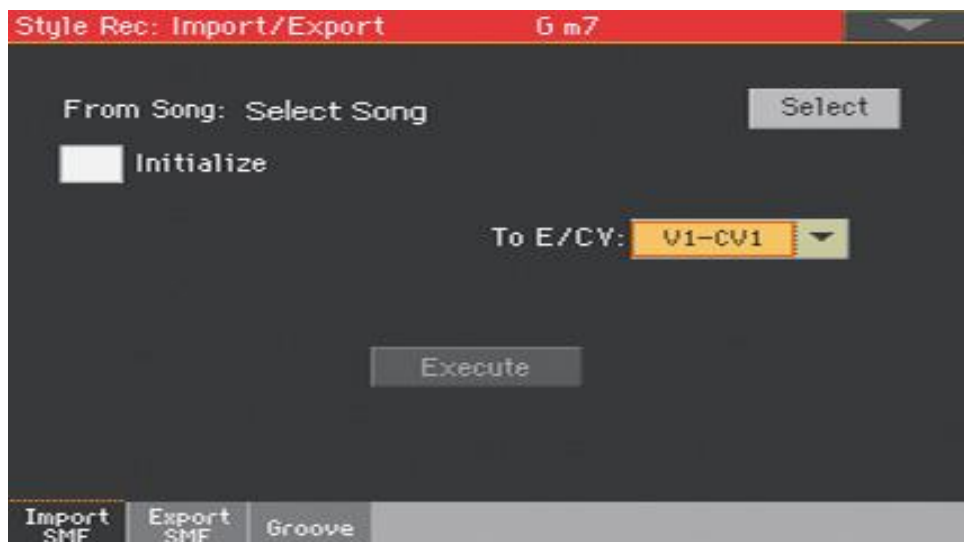 Style Rec: Import/Export G m7
From Song: Select Song Select
Initialize
To E/CV: V1-CV1
Execute
Import Export Groove
SMF SMF